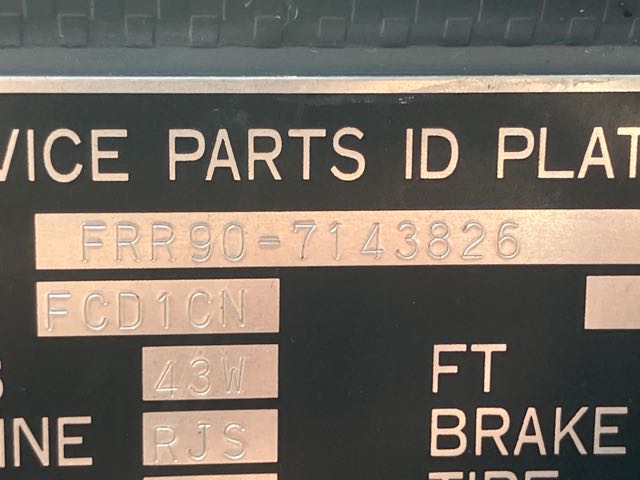 VICE PARTS ID PLAT
FRR90-7143826
FCD1CN
43W FT
INE RJS BRAKE